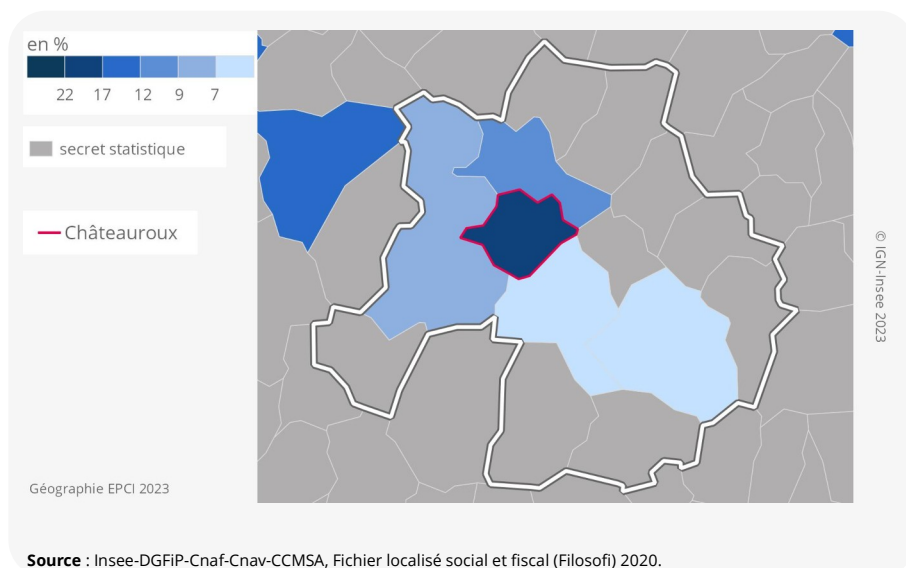 en %
22 17 12 9 7
secret statistique
Châteauroux
© IGN-Insee 2023
Géographie EPCI 2023
Source : Insee-DGFiP-Cnaf-Cnav-CCMSA, Fichier localisé social et fiscal (Filosofi) 2020.